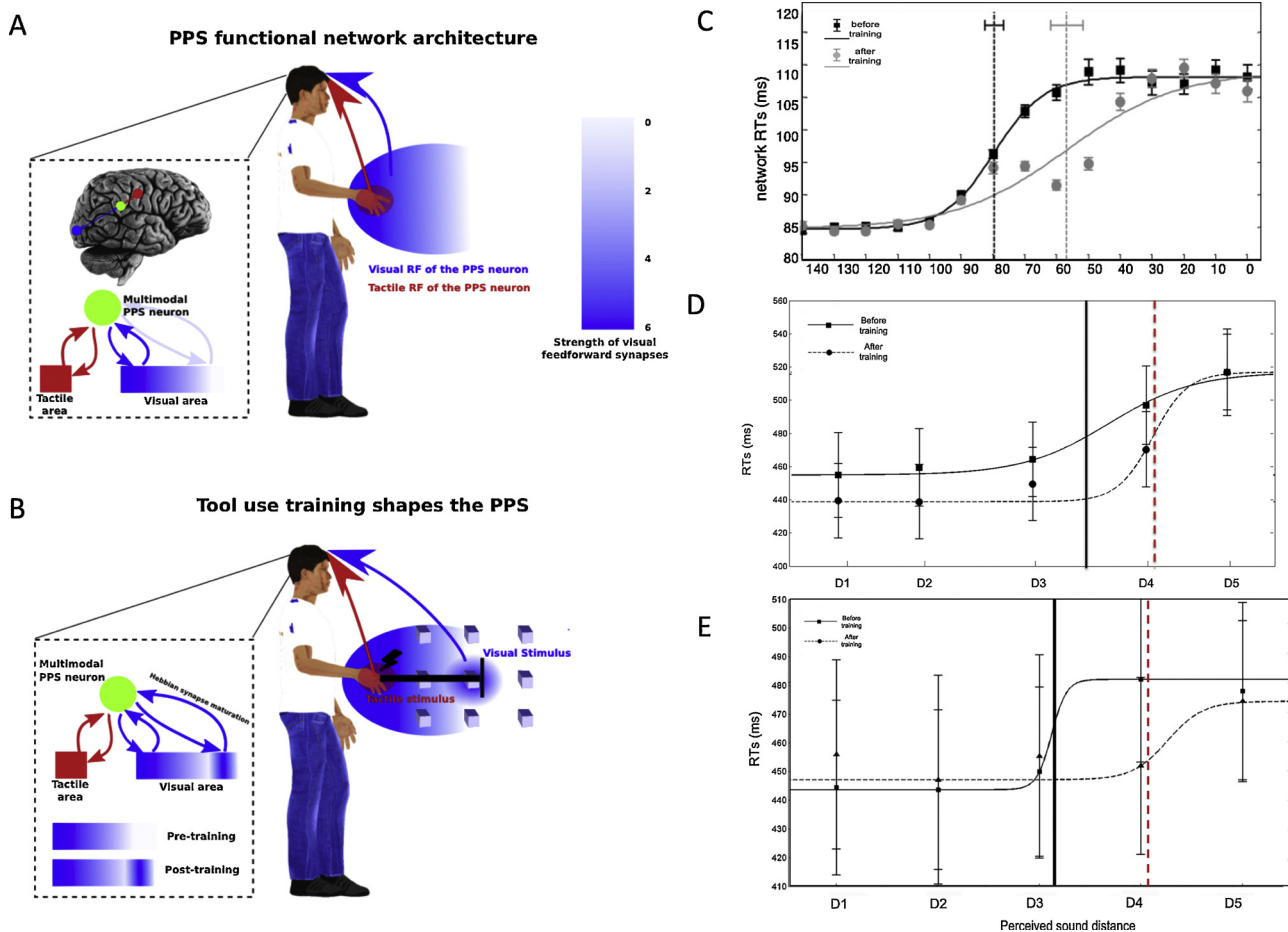 A
PPS functional network architecture
0
2
4
6
Strength of visual
feedforward synapses
Visual RF of the PPS neuron
Tactile RF of the PPS neuron
Multimodal
PPS neuron
Tactile
area
Visual area
B
Tool use training shapes the PPS
Multimodal
PPS neuron
Hebbian synapse maturation
Tactile
area
Visual area
Pre-training
Post-training
Visual Stimulus
Tactile stimulus
C
before
training
after
training
network RTs (ms)
120
110
108
100
95
90
85
80
140 130 120 110 100 90 80 70 60 50 40 30 20 10 0
D
Before
training
After
training
RTs (ms)
560
540
520
500
480
460
440
420
400
D1 D2 D3 D4 D5
E
Before
training
After
training
RTs (ms)
510
500
490
480
470
460
450
440
430
420
410
D1 D2 D3 D4 D5
Perceived sound distance